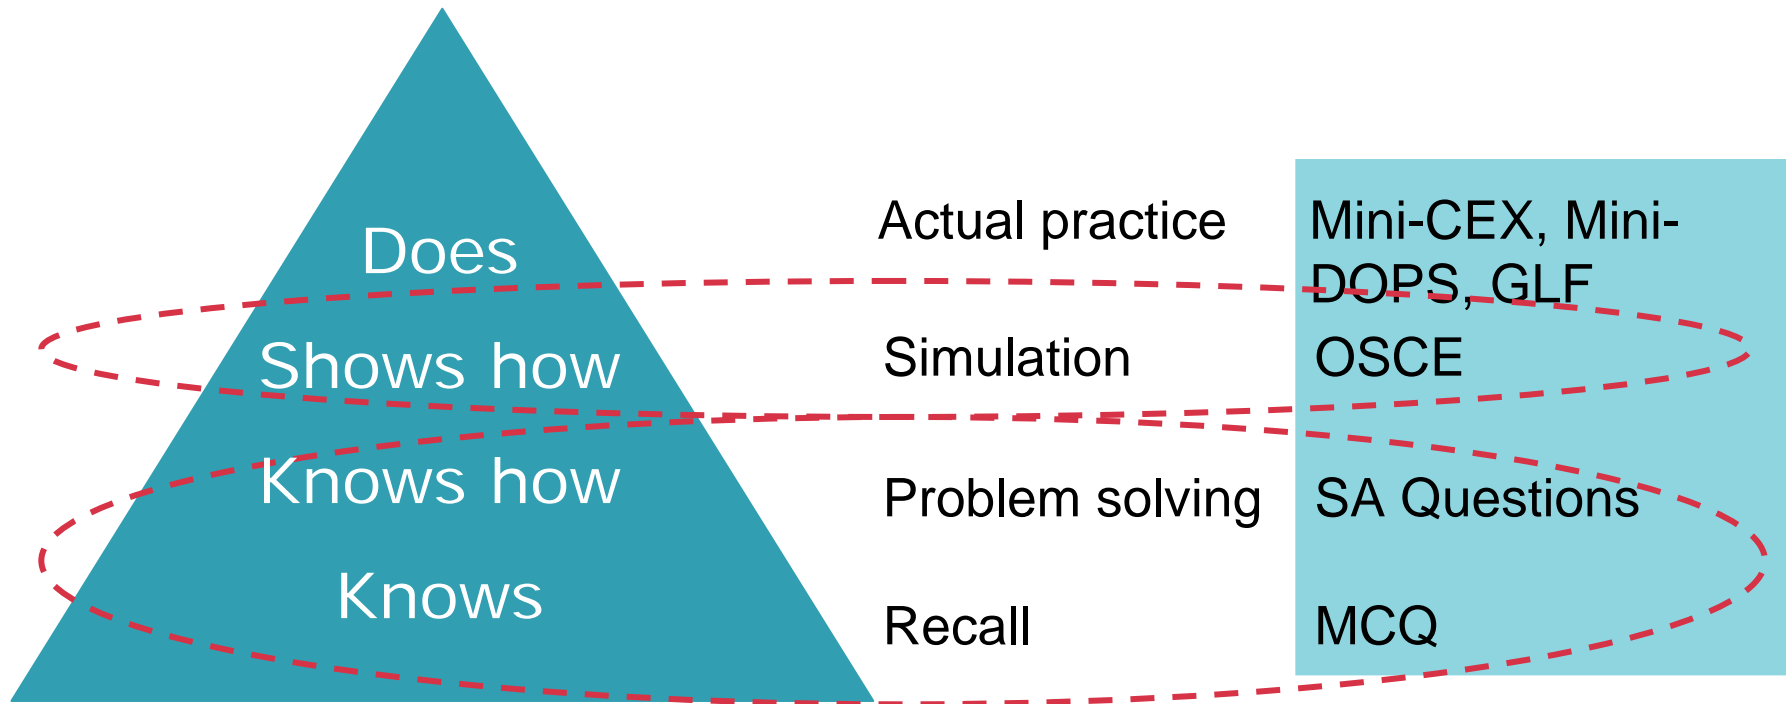 Does
Actual practice
Mini-CEX, Mini-
DOPS, GLF
Shows how
Simulation
OSCE
Knows how
Problem solving
SA Questions
Knows
Recall
MCQ